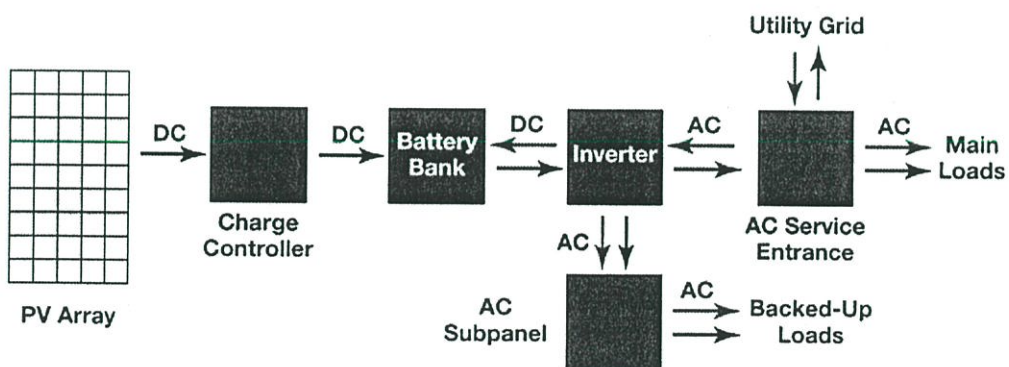 Utility Grid
DC
DC
DC
AC
AC
Battery
Bank
Inverter
Main
Loads
Charge
Controller
AC Service
Entrance
AC
PV Array
AC
Subpanel
AC
Backed-Up
Loads